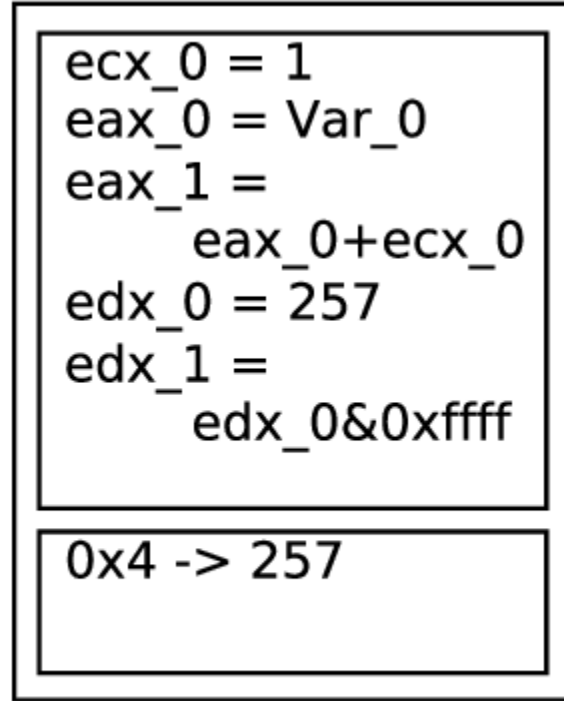 ecx_0 = 1
eax_0 = Var_0
eax_1 =
eax_0+ecx_0
edx_0 = 257
edx_1 =
edx_0&0xffff
0x4 -> 257